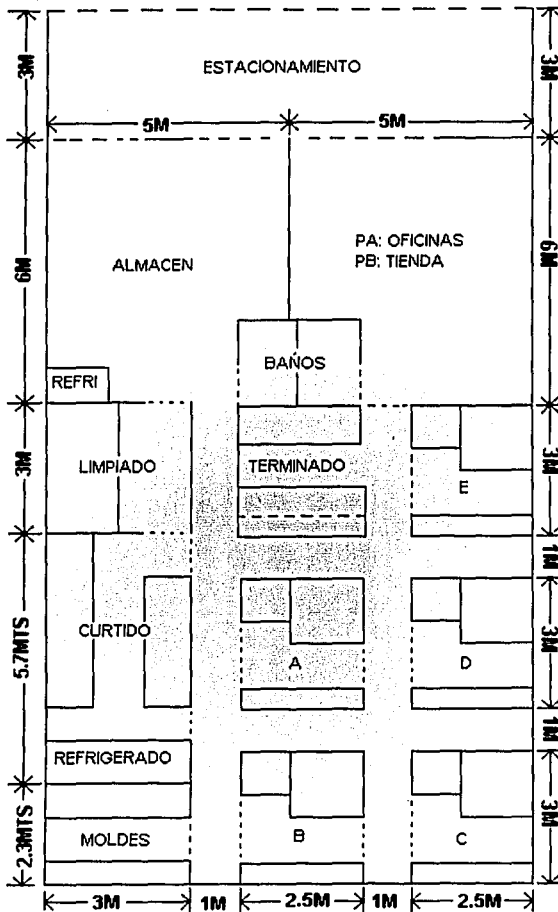 ESTACIONAMIENTO
3M
3M
5M
5M
6M
ALMACEN
PA: OFICINAS
PB: TIENDA
6M
BAÑOS
REFRI
3M
LIMPIADO
TERMINADO
E
3M
1M
5.7MTS
CURTIDO
A
D
3M
1M
REFRIGERADO
2.3MTS
MOLDES
B
C
3M
3M
1M
2.5M
1M
2.5M